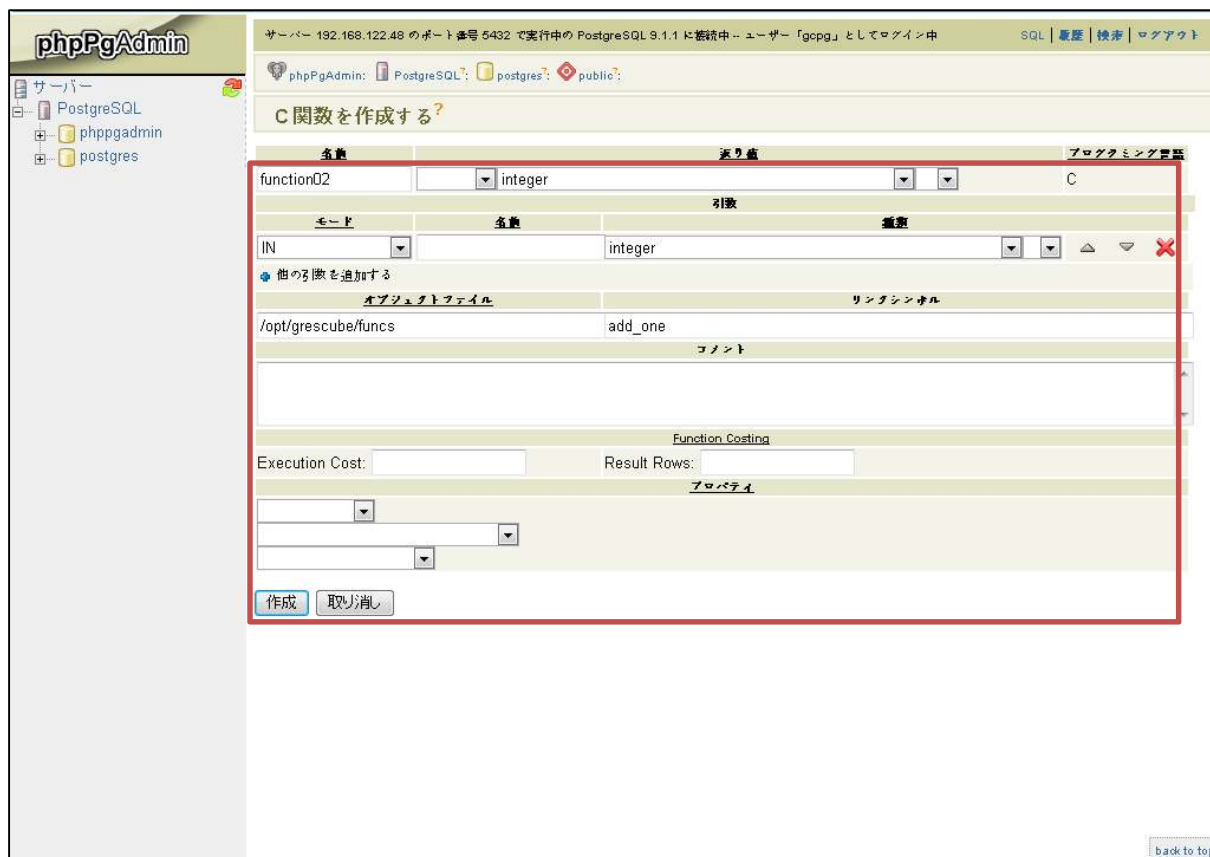 phpPgAdmin
サーバー 192.168.122.48 のポート番号 5432 で実行中の PostgreSQL 9.1.1 に接続中 -- ユーザー「gcpg」としてログイン中
SQL | 履歴 | 検索 | ログアウト
phpPgAdmin: PostgreSQL?: postgres?: public?:
サーバー
PostgreSQL
phppgadmin
postgres
C関数を作成する?
名前 返り値 プログラミング言語
function02 integer C
引数
モード 名前 種類
IN integer
他の引数を追加する
オブジェクトファイル リンクシンボル
/opt/grescube/funcs add_one
コメント
Function Costing
Execution Cost: Result Rows:
プロパティ
作成 取り消し
back to top